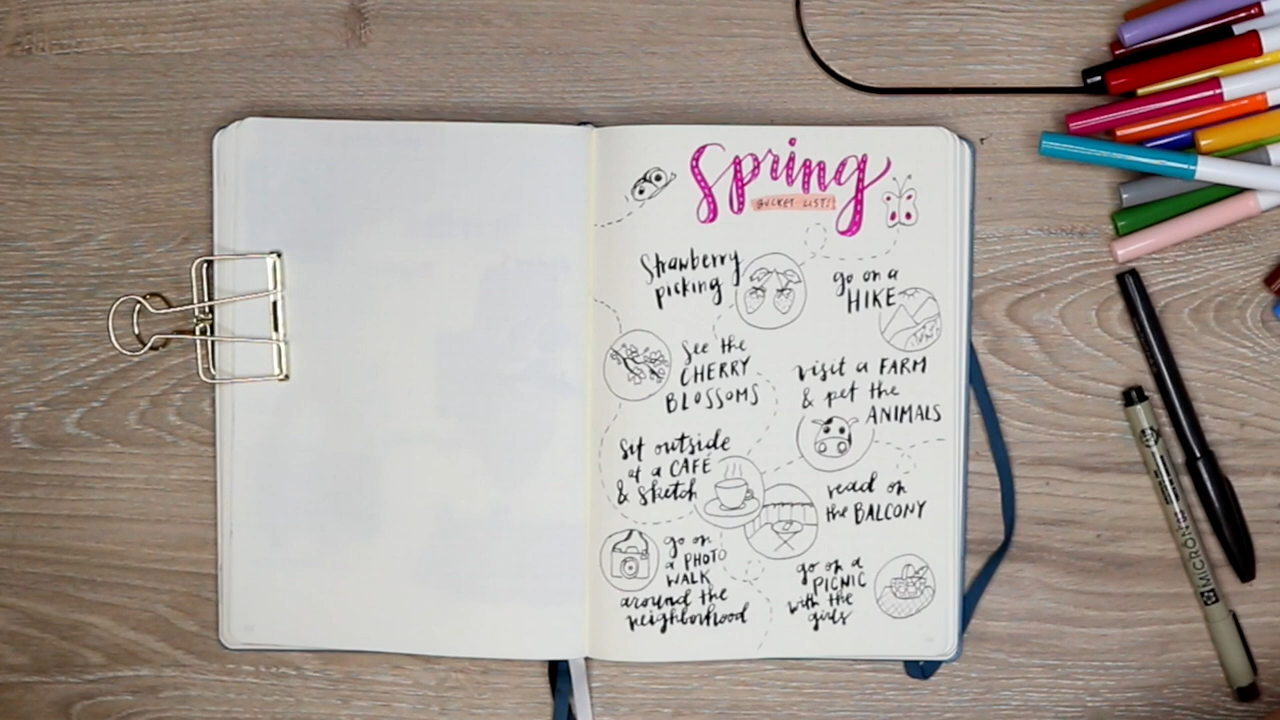 Spring
BUCKET LIST!
Strawberry
picking
go on a
HIKE
See the
CHERRY
BLOSSOMS
visit a FARM
& pet the
ANIMALS
sit outside
at a CAFÉ
& sketch
read on
the BALCONY
go on
a PHOTO
WALK
around the
neighborhood
go on a
PICNIC
with the
girls
MICRON